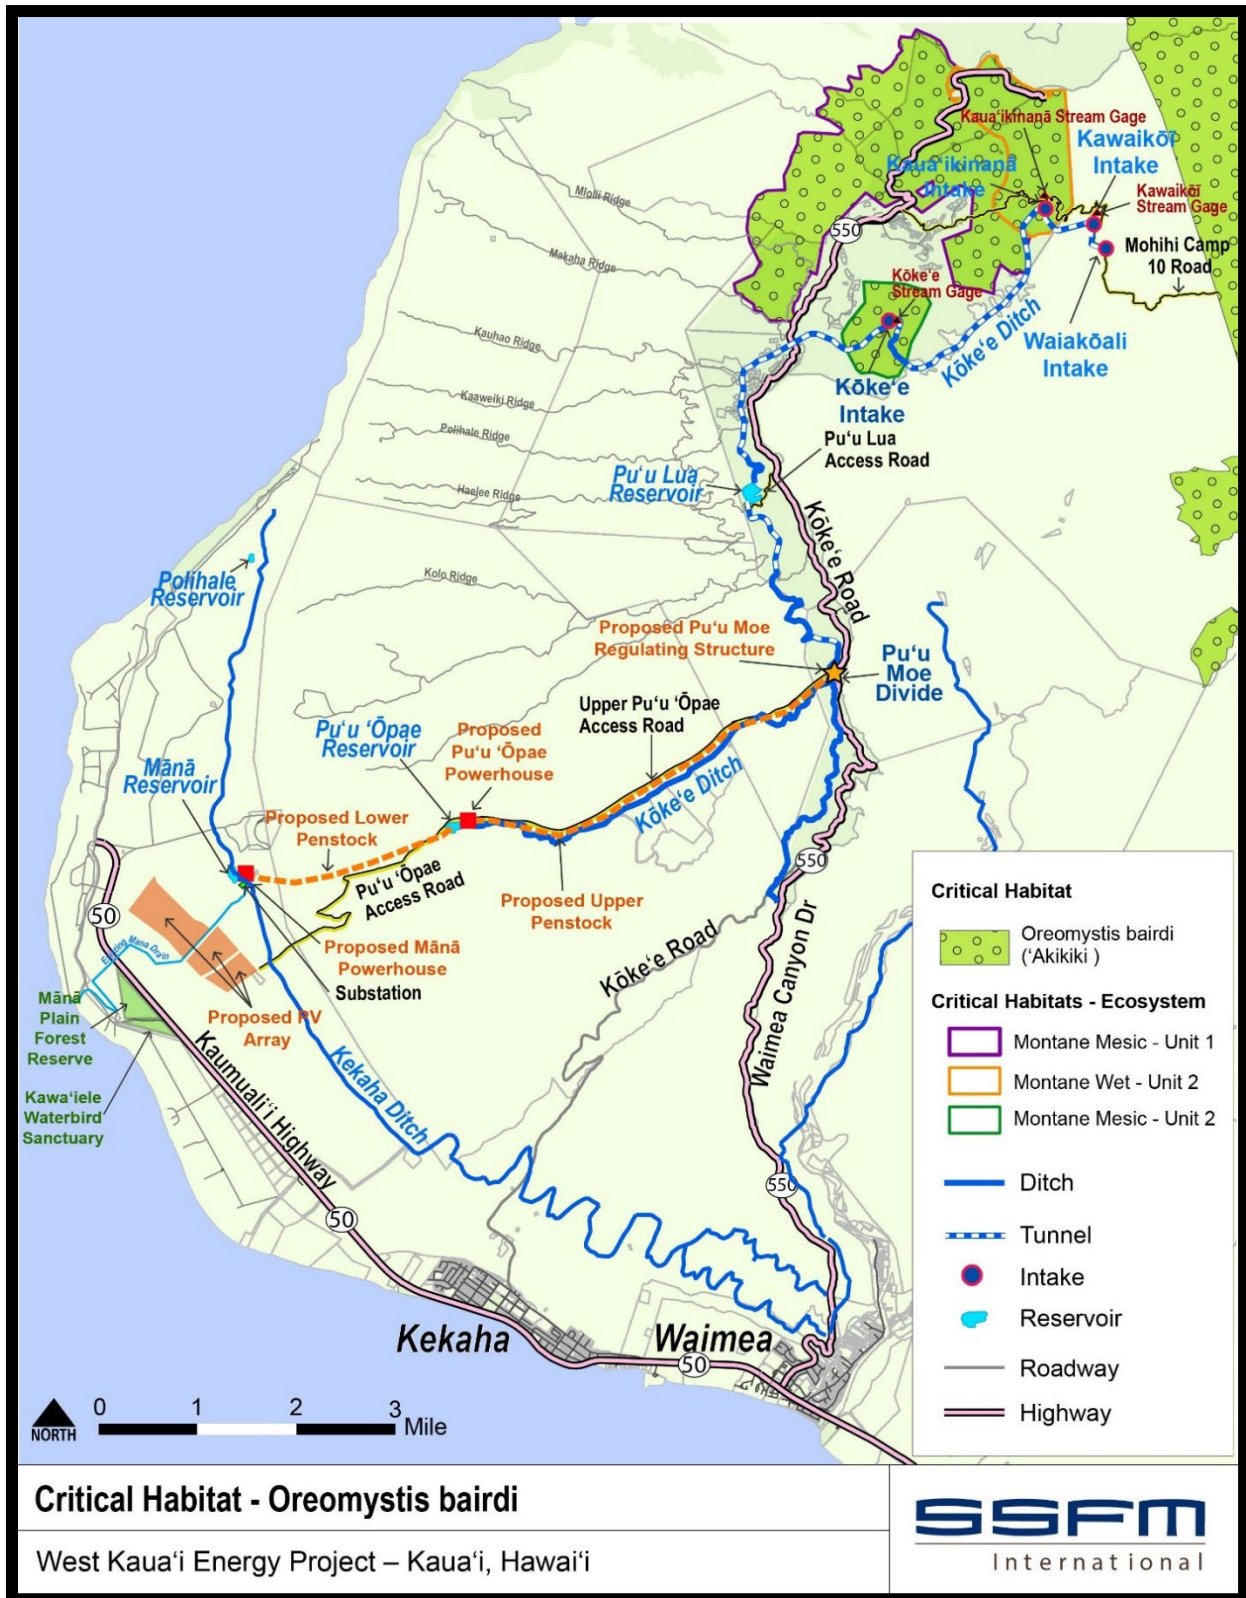 Kaua‘ikinanā Stream Gage
Kawaikōī
Intake
Kaua‘ikinanā
Intake
Kawaikōī
Stream Gage
Miloli Ridge
550
Mohihi Camp
10 Road
Makaha Ridge
Kōke‘e
Stream Gage
Kōke‘e Ditch
Waiakōali
Intake
Kauhao Ridge
Kōke‘e
Intake
Kaaweiki Ridge
Polihale Ridge
Pu‘u Lua
Access Road
Pu‘u Lua
Reservoir
Haelee Ridge
Kōke‘e Road
Polihale
Reservoir
Kolo Ridge
Proposed Pu‘u Moe
Regulating Structure
Pu‘u
Moe
Divide
Upper Pu‘u ‘Ōpae
Access Road
Pu‘u ‘Ōpae
Reservoir
Proposed
Pu‘u ‘Ōpae
Powerhouse
Mānā
Reservoir
Kōke‘e Ditch
Proposed Lower
Penstock
550
Pu‘u ‘Ōpae
Access Road
Proposed Upper
Penstock
50
Existing Mana Drain
Proposed Mānā
Powerhouse
Substation
Kōke‘e Road
Waimea Canyon Dr
Mānā
Plain
Forest
Reserve
Proposed PV
Array
Kawa‘iele
Waterbird
Sanctuary
Kaumuali‘i Highway
Kekaha Ditch
550
50
Kekaha
Waimea
50
Critical Habitat
Oreomystis bairdi
(‘Akikiki )
Critical Habitats - Ecosystem
Montane Mesic - Unit 1
Montane Wet - Unit 2
Montane Mesic - Unit 2
Ditch
Tunnel
Intake
Reservoir
Roadway
Highway
NORTH
0 1 2 3
Mile
Critical Habitat - Oreomystis bairdi
West Kaua‘i Energy Project – Kaua‘i, Hawai‘i
SSFM
International